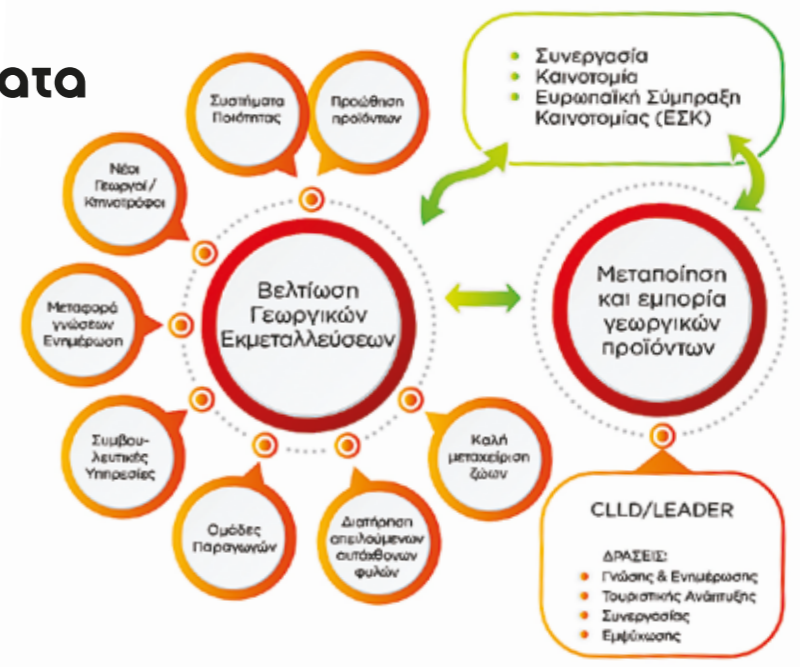 ατα
Συστήματα
Ποιότητας
Προώθηση
προϊόντων
Συνεργασία
Καινοτομία
Ευρωπαϊκή Σύμπραξη
Καινοτομίας (ΕΣΚ)
Νέοι
Γεωργοί /
Κτηνοτρόφοι
Μεταφορά
γνώσεων
Ενημέρωση
Βελτίωση
Γεωργικών
Εκμεταλλεύσεων
Μεταποίηση
και εμπορία
γεωργικών
προϊόντων
Συμβου-
λευτικές
Υπηρεσίες
Ομάδες
Παραγωγών
Διατήρηση
απειλούμενων
αυτόχθονων
φυλών
Καλή
μεταχείριση
ζώων
CLLD/LEADER
ΔΡΑΣΕΙΣ:
Γνώσης & Ενημέρωσης
Τουριστικής Ανάπτυξης
Συνεργασίας
Εμψύχωσης